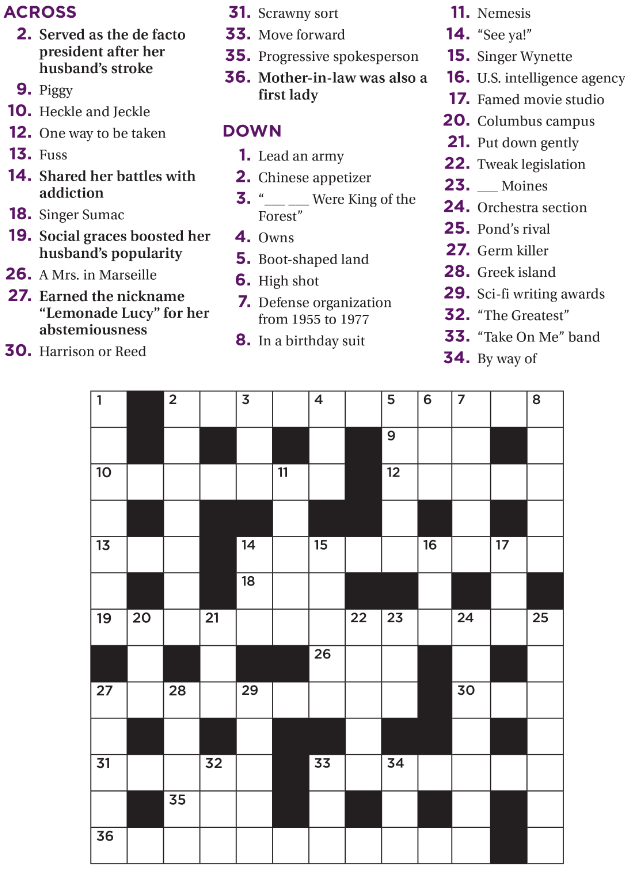 ACROSS
2. Served as the de facto
president after her
husband's stroke
9. Piggy
10. Heckle and Jeckle
12. One way to be taken
13. Fuss
14. Shared her battles with
addiction
18. Singer Sumac
19. Social graces boosted her
husband's popularity
26. A Mrs. in Marseille
27. Earned the nickname
"Lemonade Lucy" for her
abstemiousness
30. Harrison or Reed
31. Scrawny sort
33. Move forward
35. Progressive spokesperson
36. Mother-in-law was also a
first lady
DOWN
1. Lead an army
2. Chinese appetizer
3. "___ ___ Were King of the
Forest"
4. Owns
5. Boot-shaped land
6. High shot
7. Defense organization
from 1955 to 1977
8. In a birthday suit
11. Nemesis
14. "See ya!"
15. Singer Wynette
16. U.S. intelligence agency
17. Famed movie studio
20. Columbus campus
21. Put down gently
22. Tweak legislation
23. ___ Moines
24. Orchestra section
25. Pond's rival
27. Germ killer
28. Greek island
29. Sci-fi writing awards
32. "The Greatest"
33. "Take On Me" band
34. By way of
1 2 3 4 5 6 7 8
9
10 11 12
13 14 15 16 17
18
19 20 21 22 23 24 25
26
27 28 29 30
31 32 33 34
35
36